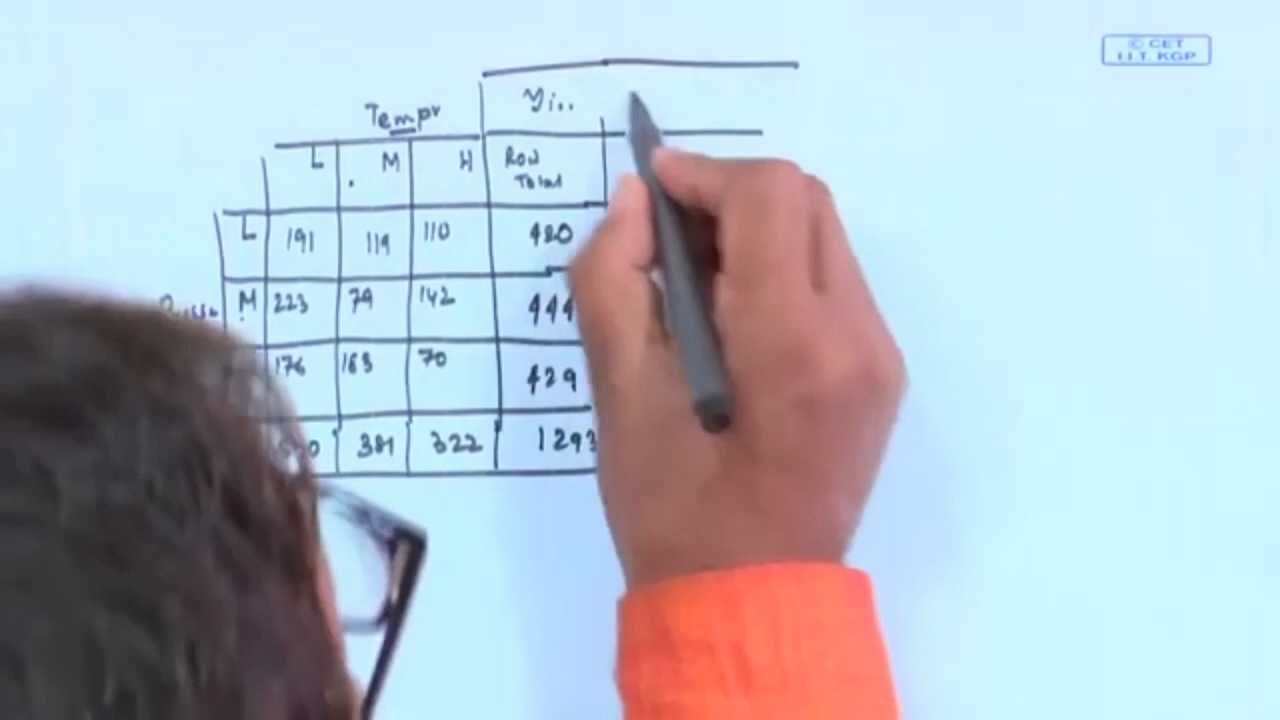 © CET
I.I.T. KGP
Yi..
Tempr
L M H Row Total
L 191 119 110 420
M 223 79 142 444
176 183 70 429
381 322 1293